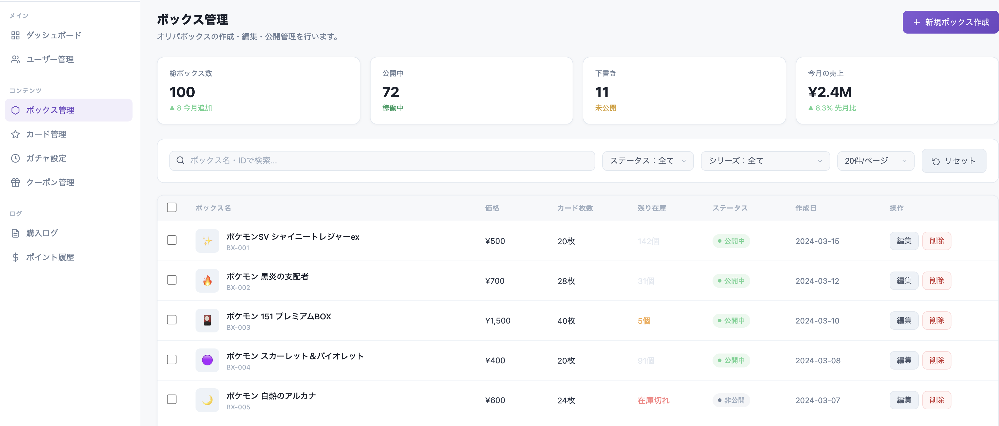 メイン
ダッシュボード
ユーザー管理
コンテンツ
ボックス管理
カード管理
ガチャ設定
クーポン管理
ログ
購入ログ
ポイント履歴
ボックス管理
オリパボックスの作成・編集・公開管理を行います。
+ 新規ボックス作成
総ボックス数
100
▲ 8 今月追加
公開中
72
稼働中
下書き
11
未公開
今月の売上
¥2.4M
▲ 8.3% 先月比
ボックス名・IDで検索...
ステータス：全て
シリーズ：全て
20件/ページ
リセット
ボックス名 価格 カード枚数 残り在庫 ステータス 作成日 操作
ポケモンSV シャイニートレジャーex ¥500 20枚 142個 公開中 2024-03-15 編集 削除
BX-001
ポケモン 黒炎の支配者 ¥700 28枚 31個 公開中 2024-03-12 編集 削除
BX-002
ポケモン 151 プレミアムBOX ¥1,500 40枚 5個 公開中 2024-03-10 編集 削除
BX-003
ポケモン スカーレット＆バイオレット ¥400 20枚 91個 公開中 2024-03-08 編集 削除
BX-004
ポケモン 白熱のアルカナ ¥600 24枚 在庫切れ 非公開 2024-03-07 編集 削除
BX-005